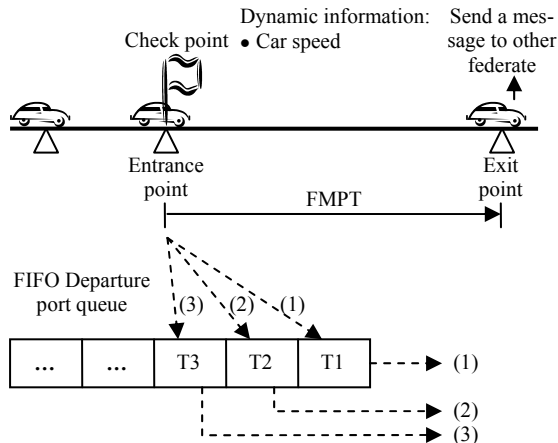 Dynamic information:
• Car speed
Check point
Send a mes-
sage to other
federate
Entrance
point
Exit
point
FMPT
FIFO Departure
port queue
(3) (2) (1)
... ... T3 T2 T1
(1)
(2)
(3)